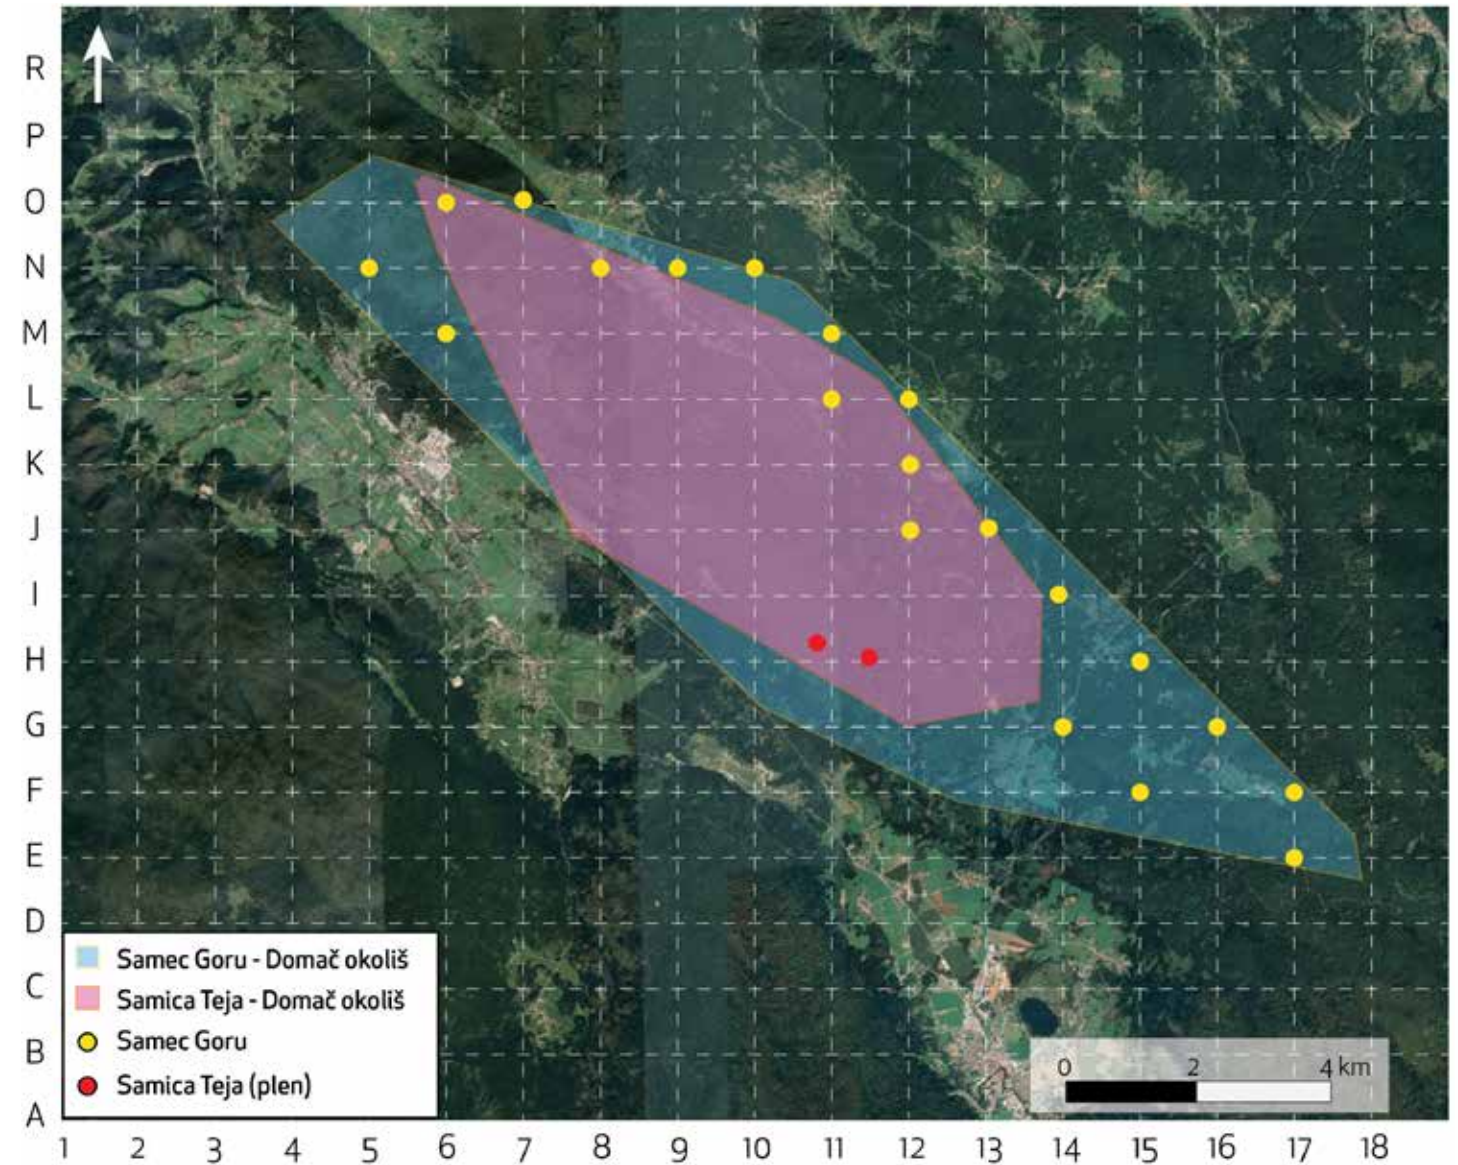 R
P
O
N
M
L
K
J
I
H
G
F
E
D
C
B
A
Samec Goru - Domač okoliš
Samica Teja - Domač okoliš
Samec Goru
Samica Teja (plen)
0 2 4 km
1 2 3 4 5 6 7 8 9 10 11 12 13 14 15 16 17 18